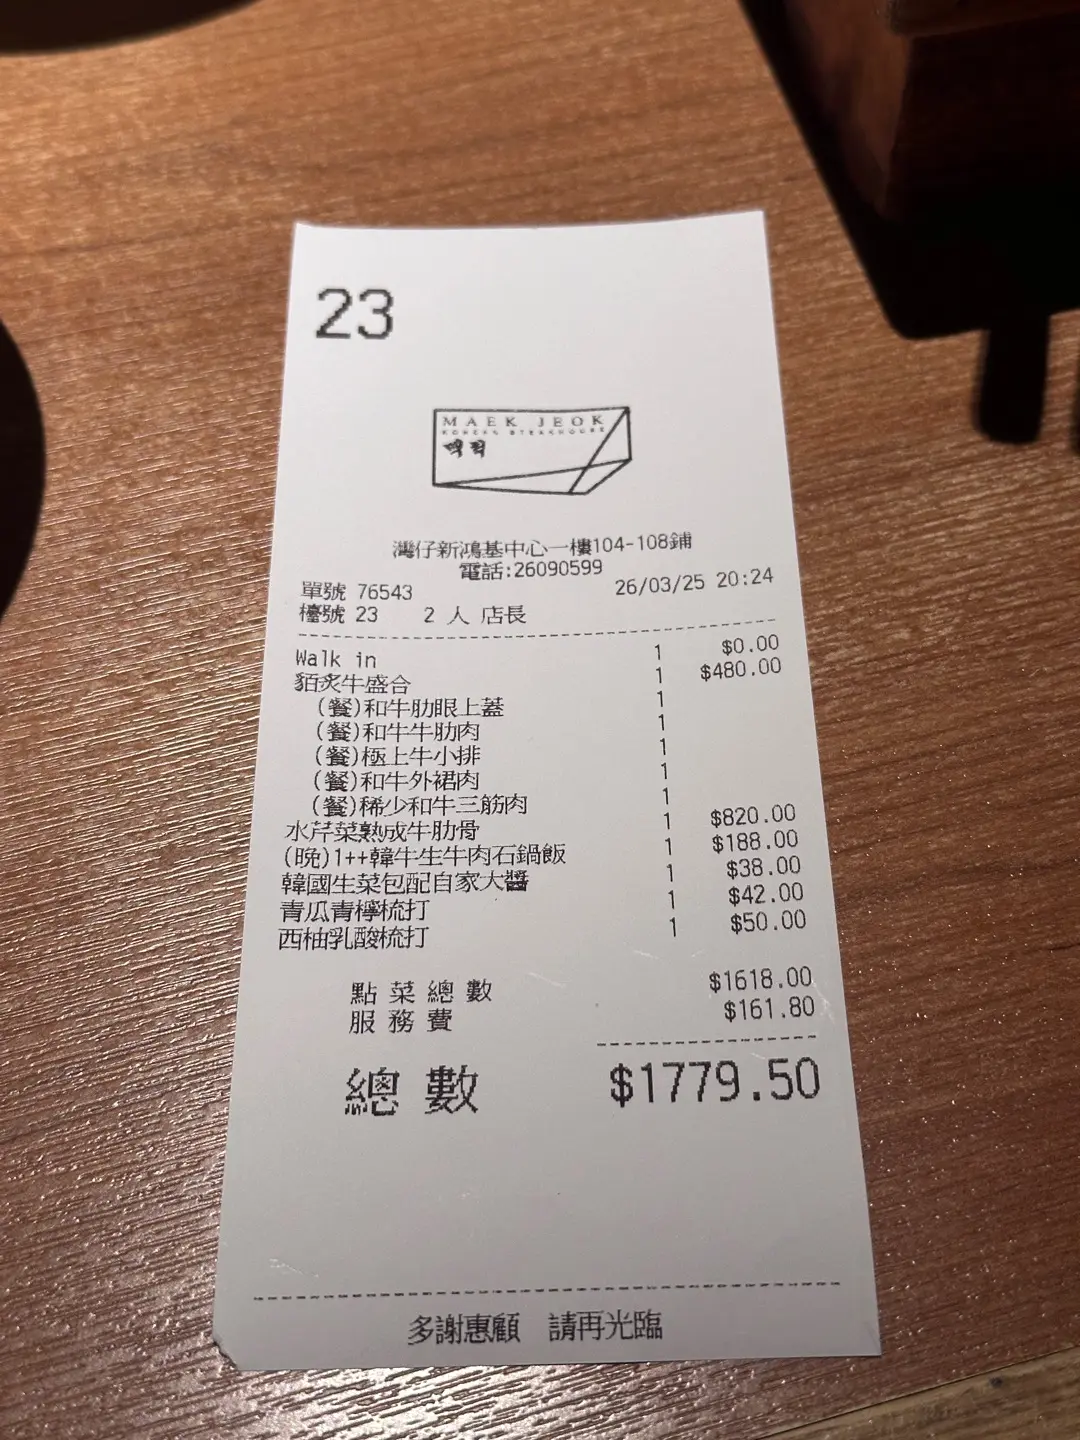 23
MAEK JEOK
KOREAN STEAKHOUSE
맥적
灣仔新鴻基中心一樓104-108鋪
電話:26090599
單號 76543 26/03/25 20:24
檯號 23 2 人 店長
Walk in 1 $0.00
貊炙牛盛合 1 $480.00
(餐)和牛肋眼上蓋 1
(餐)和牛牛肋肉 1
(餐)極上牛小排 1
(餐)和牛外裙肉 1
(餐)稀少和牛三筋肉 1
水芹菜熟成牛肋骨 1 $820.00
(晚)1++韓牛生牛肉石鍋飯 1 $188.00
韓國生菜包配自家大醬 1 $38.00
青瓜青檸梳打 1 $42.00
西柚乳酸梳打 1 $50.00
點菜總數 $1618.00
服務費 $161.80
總數 $1779.50
多謝惠顧 請再光臨